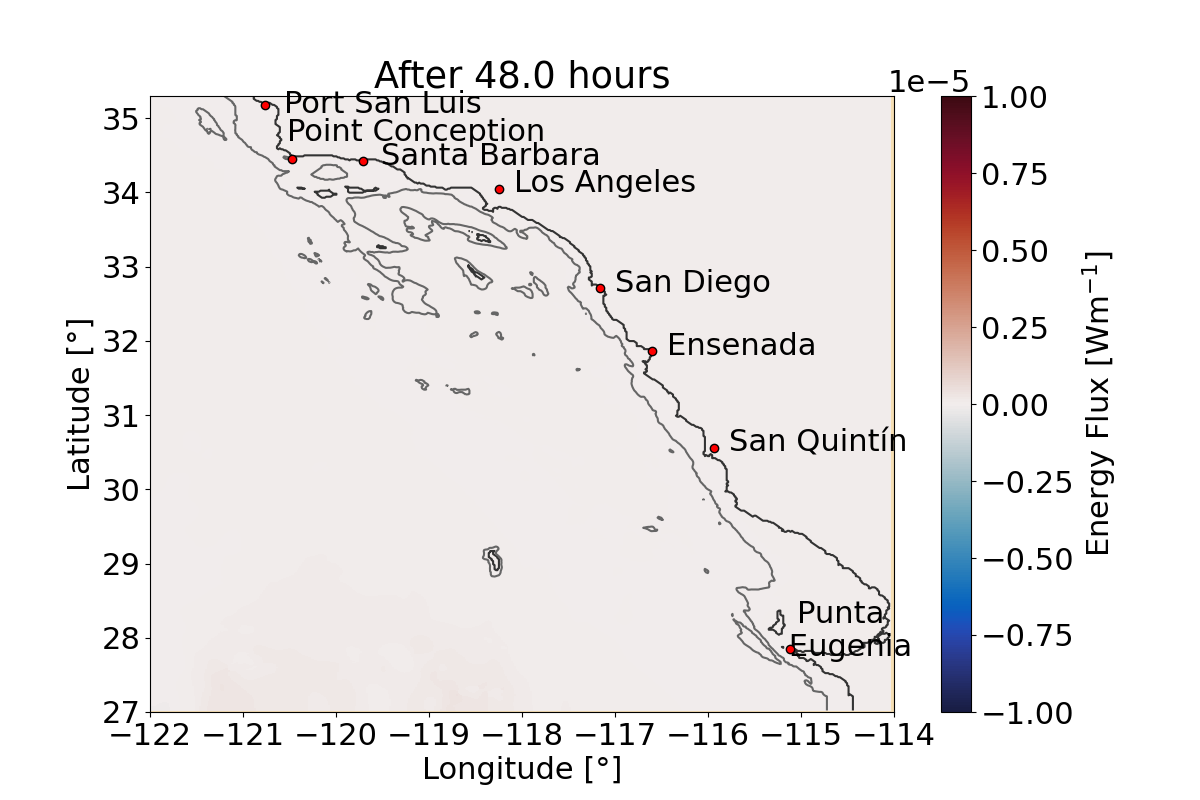 After 48.0 hours
1e−5
Port San Luis
Point Conception
Santa Barbara
Los Angeles
San Diego
Ensenada
San Quintín
Punta
Eugenia
35
34
33
32
31
30
29
28
27
Latitude [°]
−122
−121
−120
−119
−118
−117
−116
−115
−114
Longitude [°]
1.00
0.75
0.50
0.25
0.00
−0.25
−0.50
−0.75
−1.00
Energy Flux [Wm⁻¹]